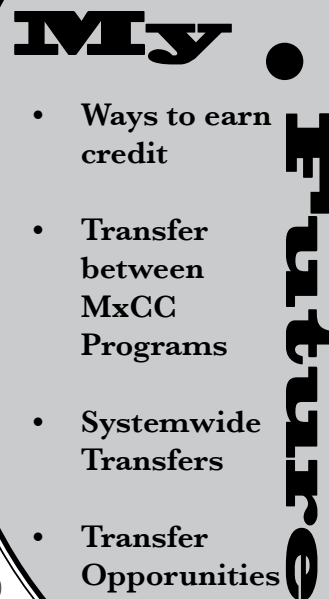 My
• Future
• Ways to earn
credit
• Transfer
between
MxCC
Programs
• Systemwide
Transfers
• Transfer
Opporunities